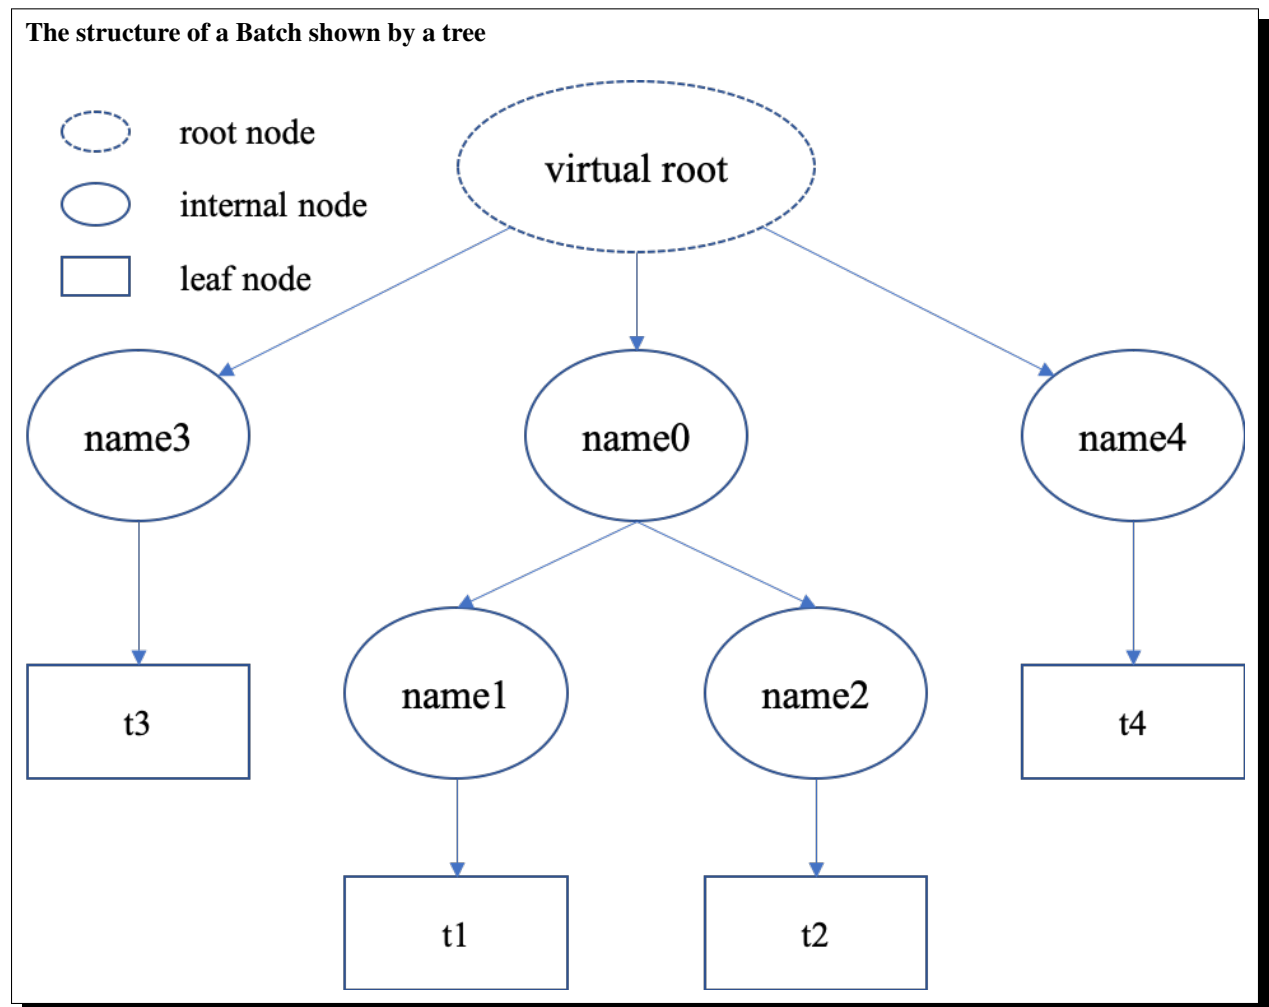 The structure of a Batch shown by a tree
root node
internal node
leaf node
virtual root
name3
name0
name4
name1
name2
t3
t4
t1
t2